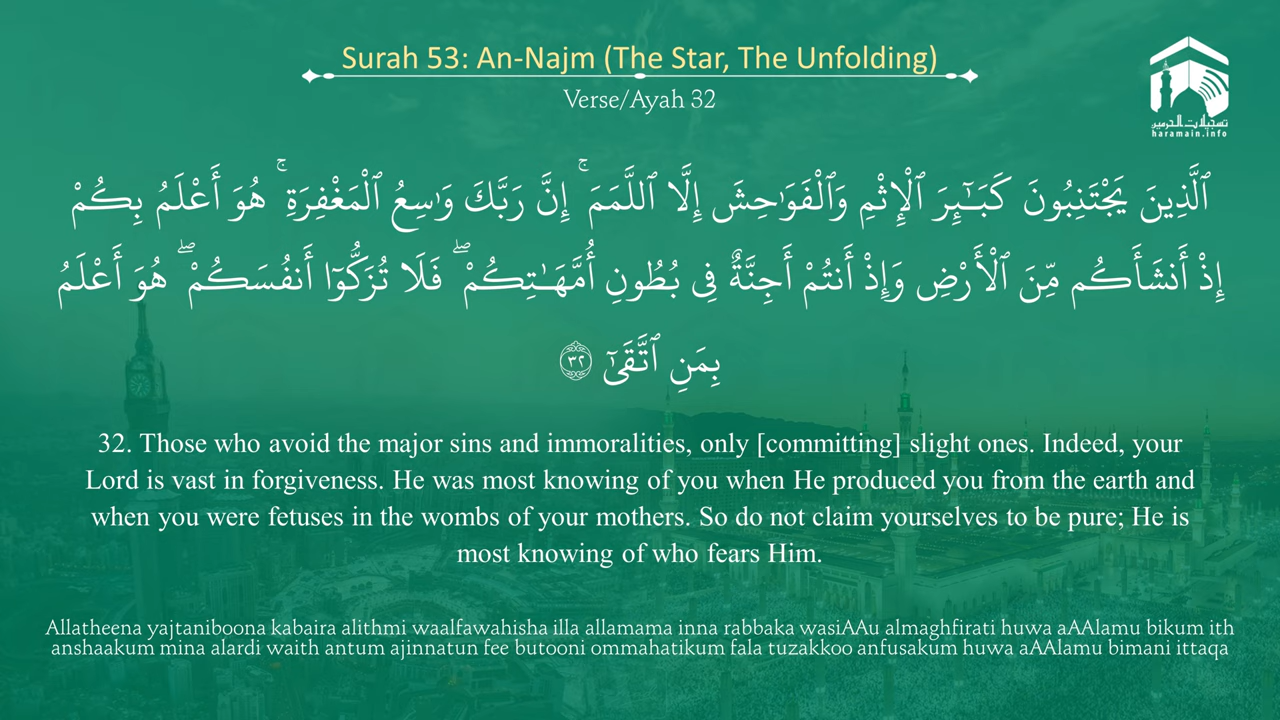 Surah 53: An-Najm (The Star, The Unfolding)
Verse/Ayah 32
تسجيلات الحرمين
haramain.info
ٱلَّذِينَ يَجْتَنِبُونَ كَبَـٰٓئِرَ ٱلْإِثْمِ وَٱلْفَوَٰحِشَ إِلَّا ٱللَّمَمَ ۚ إِنَّ رَبَّكَ وَٰسِعُ ٱلْمَغْفِرَةِ ۚ هُوَ أَعْلَمُ بِكُمْ
إِذْ أَنشَأَكُم مِّنَ ٱلْأَرْضِ وَإِذْ أَنتُمْ أَجِنَّةٌ فِى بُطُونِ أُمَّهَـٰتِكُمْ ۖ فَلَا تُزَكُّوٓا۟ أَنفُسَكُمْ ۖ هُوَ أَعْلَمُ
بِمَنِ ٱتَّقَىٰٓ ٣٢
32. Those who avoid the major sins and immoralities, only [committing] slight ones. Indeed, your
Lord is vast in forgiveness. He was most knowing of you when He produced you from the earth and
when you were fetuses in the wombs of your mothers. So do not claim yourselves to be pure; He is
most knowing of who fears Him.
Allatheena yajtaniboona kabaira alithmi waalfawahisha illa allamama inna rabbaka wasiAAu almaghfirati huwa aAAlamu bikum ith
anshaakum mina alardi waith antum ajinnatun fee butooni ommahatikum fala tuzakkoo anfusakum huwa aAAlamu bimani ittaqa